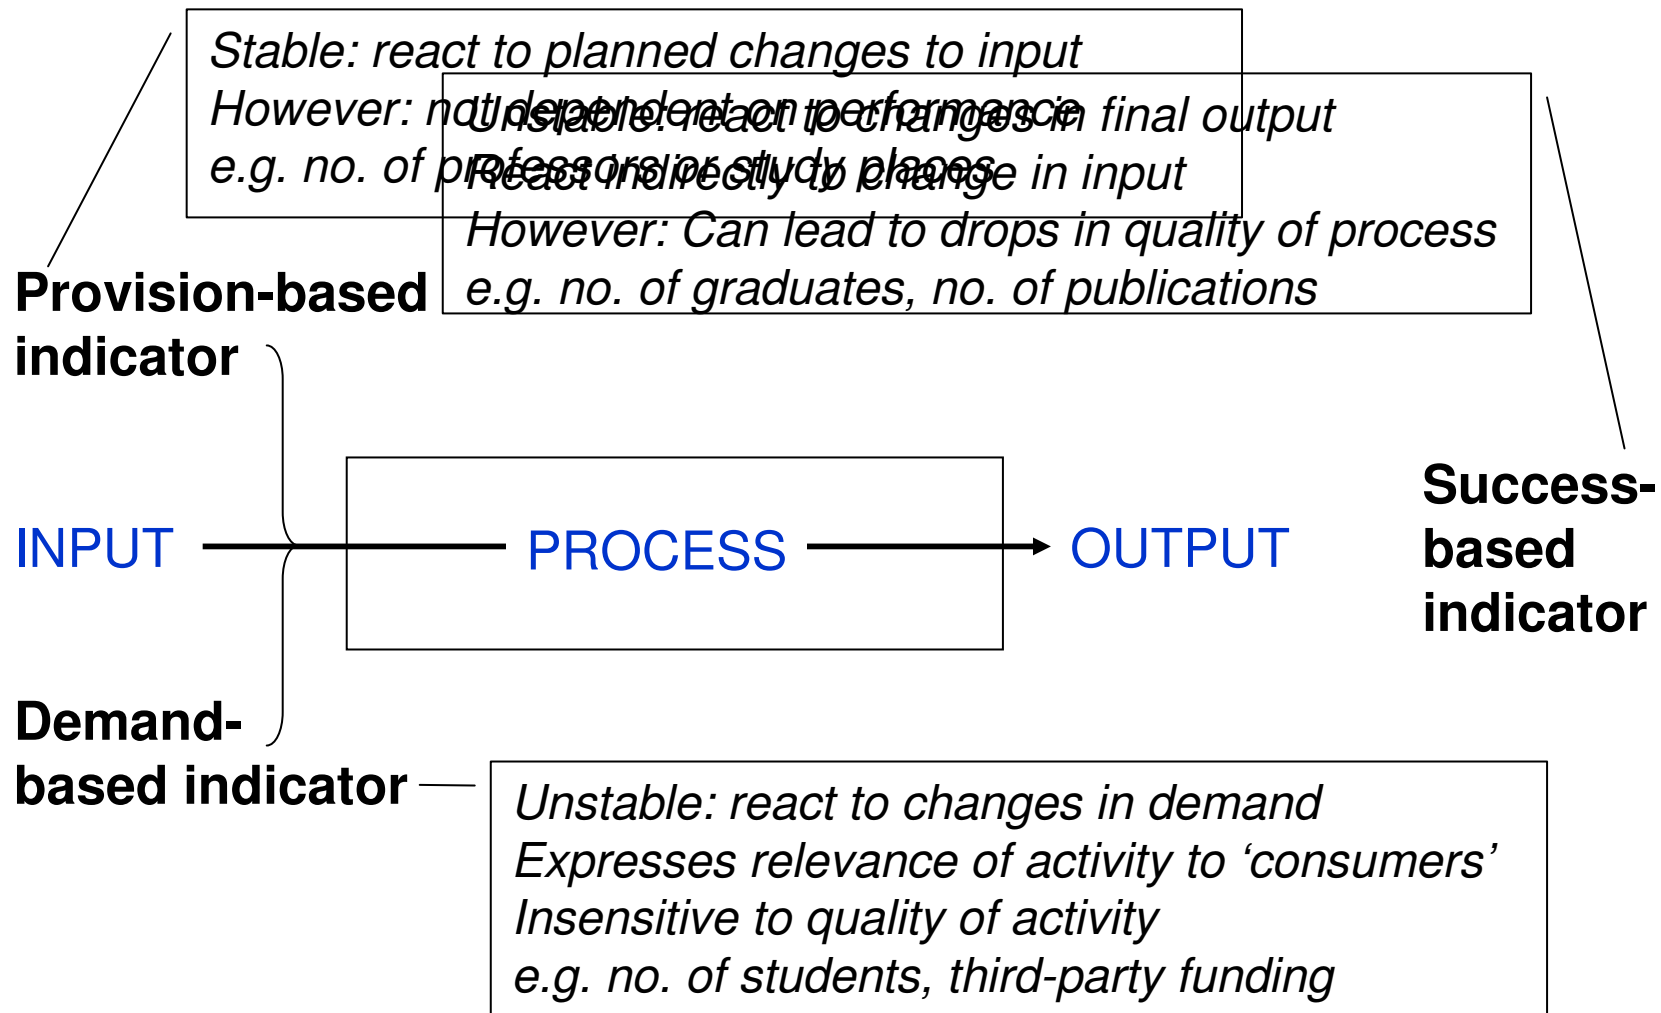 Stable: react to planned changes to input
However: not dependent on performance
e.g. no. of professors or study places
Unstable: react to changes in final output
React indirectly to change in input
However: Can lead to drops in quality of process
e.g. no. of graduates, no. of publications
Provision-based
indicator
INPUT
PROCESS
OUTPUT
Success-
based
indicator
Demand-
based indicator
Unstable: react to changes in demand
Expresses relevance of activity to ‘consumers’
Insensitive to quality of activity
e.g. no. of students, third-party funding